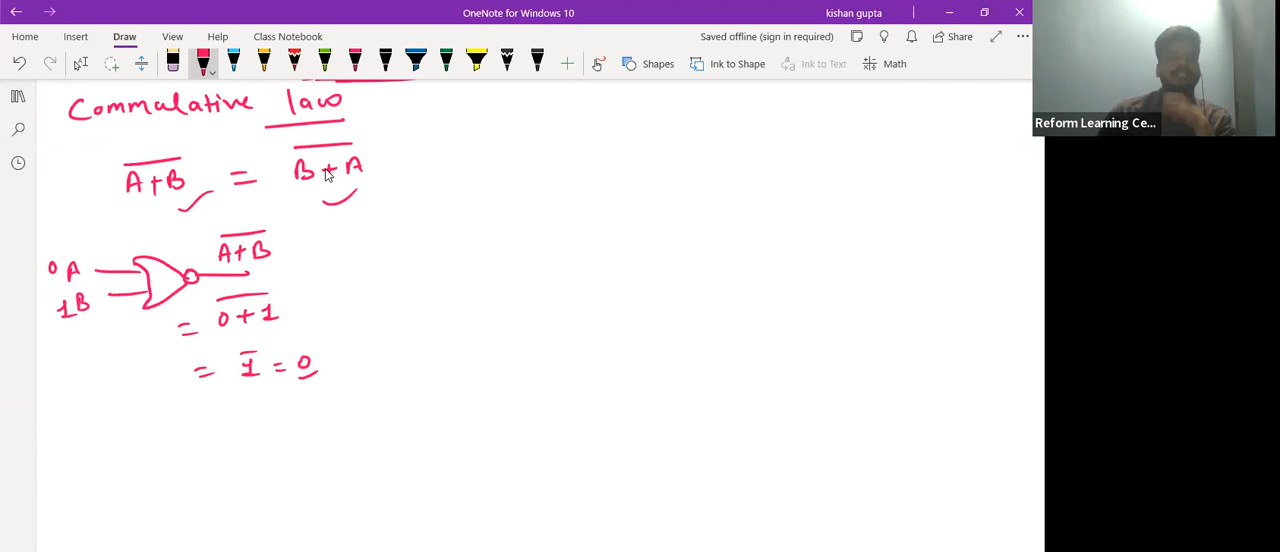 OneNote for Windows 10
kishan gupta
Home Insert Draw View Help Class Notebook
Saved offline (sign in required) Share
Shapes Ink to Shape Ink to Text Math
Reform Learning Ce...
Commulative law
A+B̅ = B+A̅
A+B̅
0 A
1 B
= 0+1̅
= 1̅ = 0